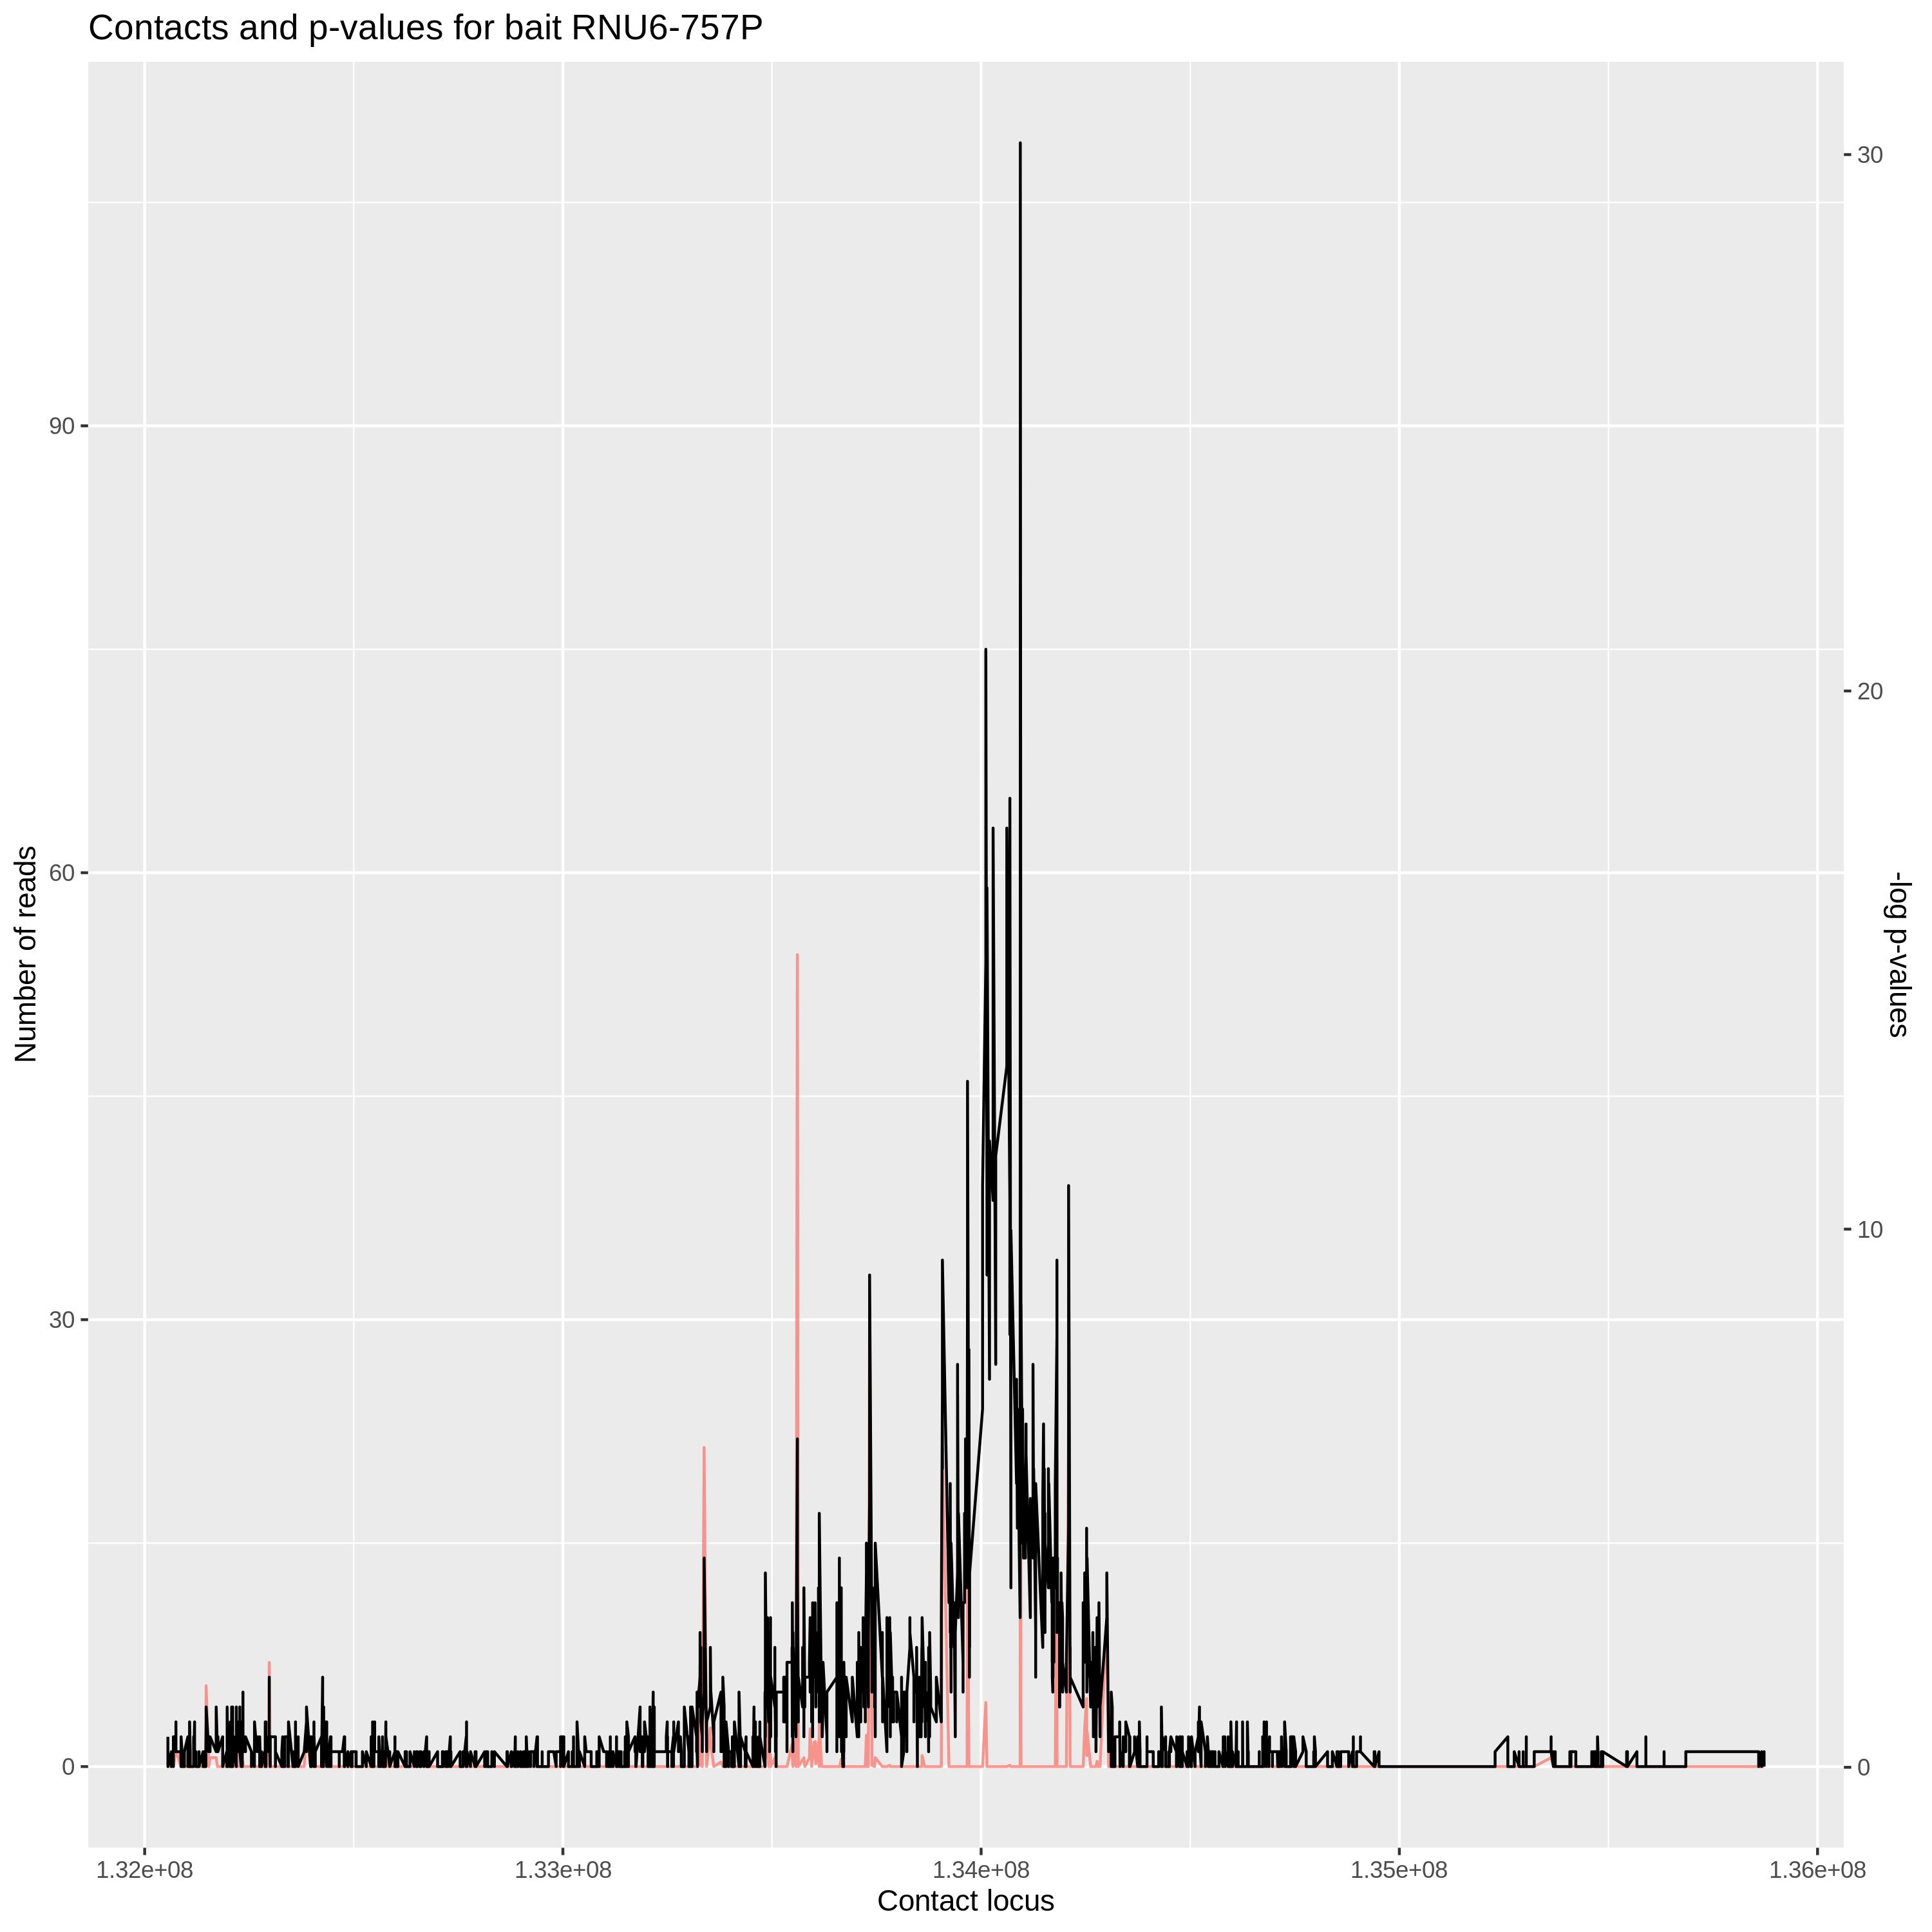 Contacts and p-values for bait RNU6-757P
90
60
30
0
Number of reads
30
20
10
0
-log p-values
1.32e+08 1.33e+08 1.34e+08 1.35e+08 1.36e+08
Contact locus